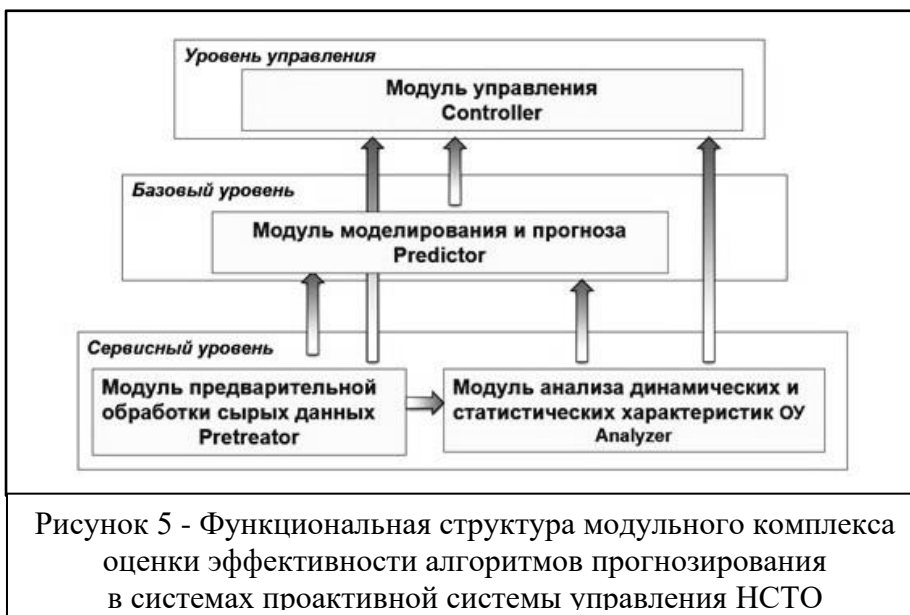 Уровень управления
Модуль управления
Controller
Базовый уровень
Модуль моделирования и прогноза
Predictor
Сервисный уровень
Модуль предварительной
обработки сырых данных
Pretreator
Модуль анализа динамических и
статистических характеристик ОУ
Analyzer
Рисунок 5 - Функциональная структура модульного комплекса
оценки эффективности алгоритмов прогнозирования
в системах проактивной системы управления НСТО